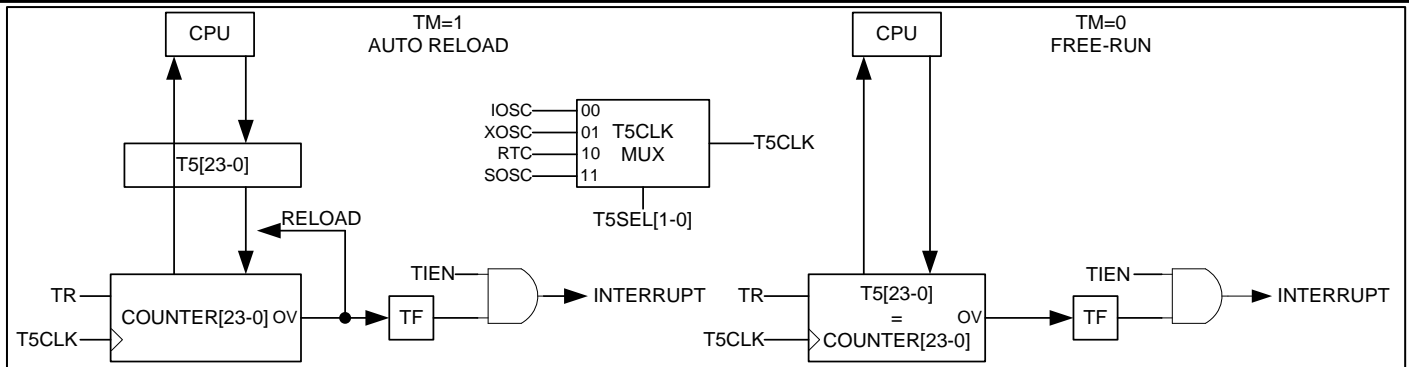 CPU
TM=1
AUTO RELOAD
T5[23-0]
RELOAD
TR
T5CLK
COUNTER[23-0] OV
TF
TIEN
INTERRUPT
IOSC
XOSC
RTC
SOSC
00
01
10
11
T5CLK
MUX
T5CLK
T5SEL[1-0]
CPU
TM=0
FREE-RUN
TR
T5CLK
T5[23-0]
=
COUNTER[23-0]
OV
TF
TIEN
INTERRUPT